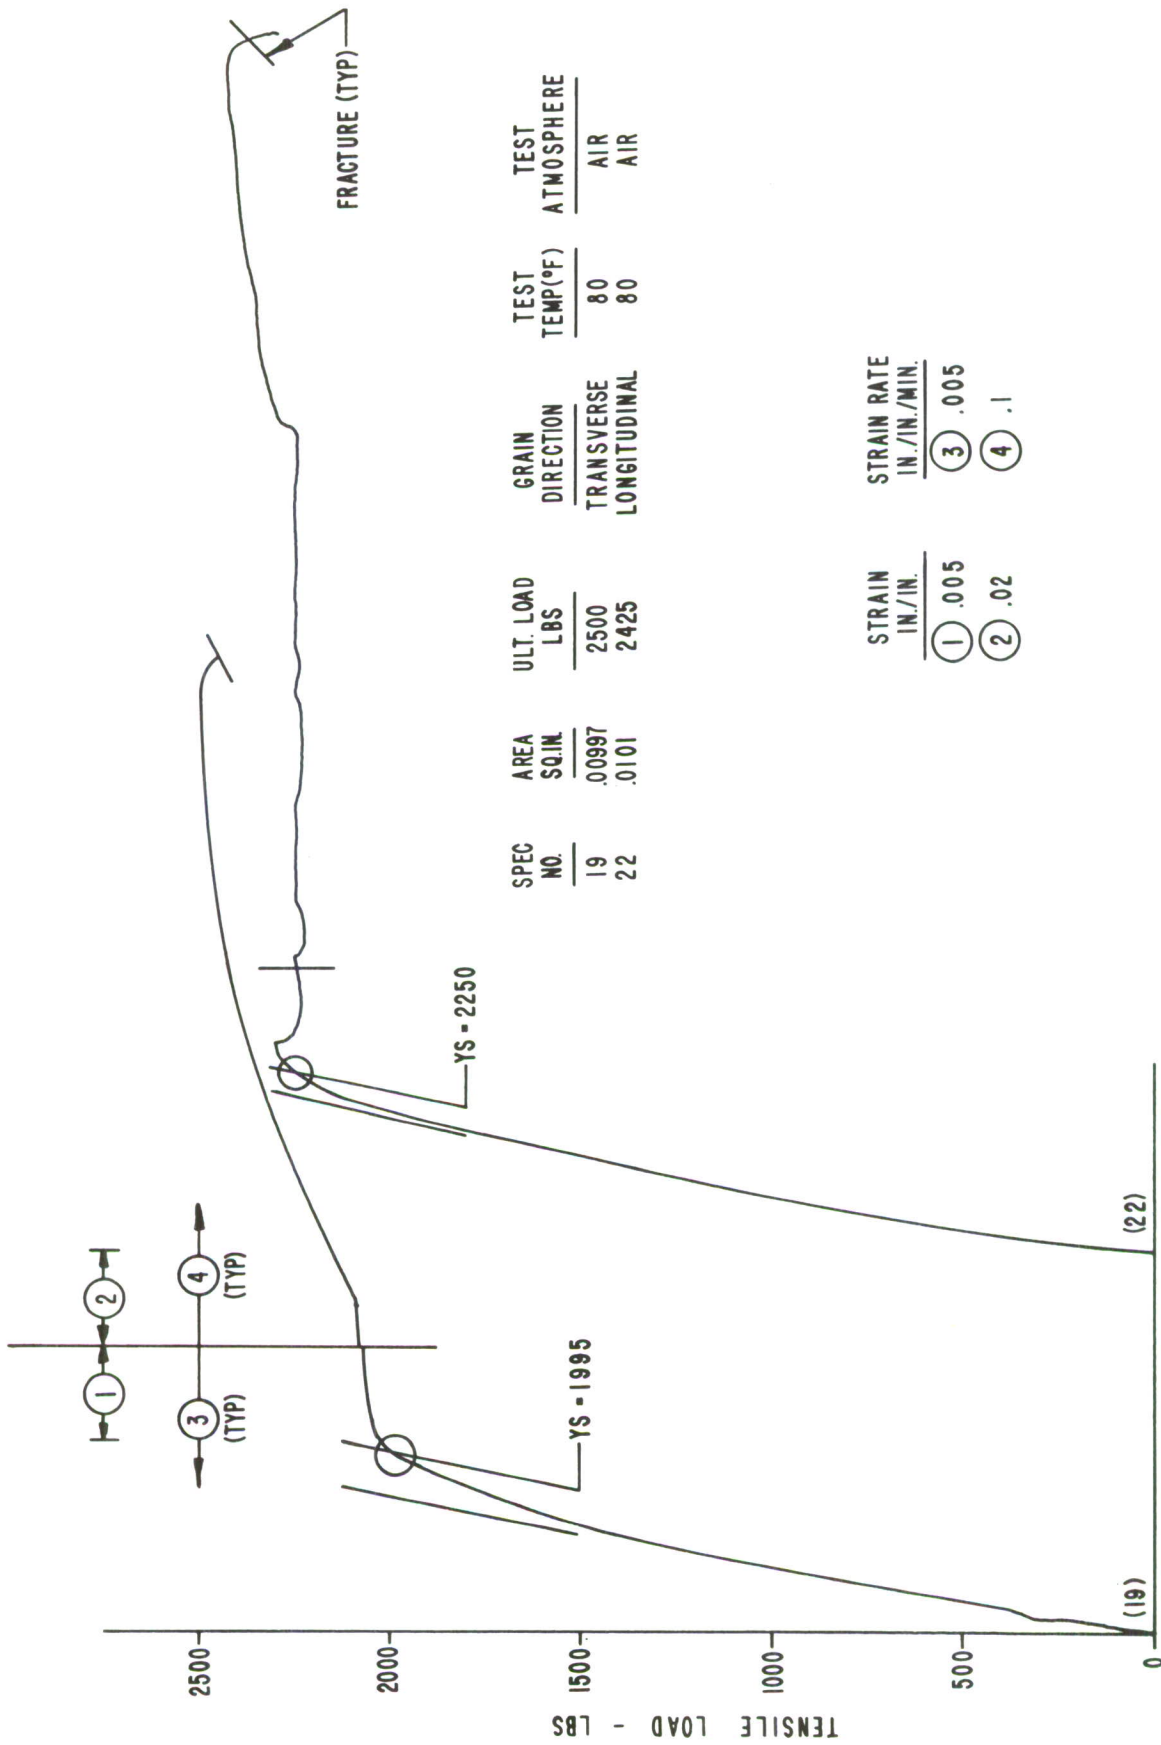 TENSILE LOAD - LBS
2500
2000
1500
1000
500
0
1
2
3
(TYP)
4
(TYP)
FRACTURE (TYP)
YS = 1995
YS = 2250
(19)
(22)
SPEC NO. AREA SQ.IN. ULT. LOAD LBS GRAIN DIRECTION TEST TEMP(°F) TEST ATMOSPHERE
19 .00997 2500 TRANSVERSE 80 AIR
22 .0101 2425 LONGITUDINAL 80 AIR
STRAIN IN./IN. STRAIN RATE IN./IN./MIN.
1 .005 3 .005
2 .02 4 .1